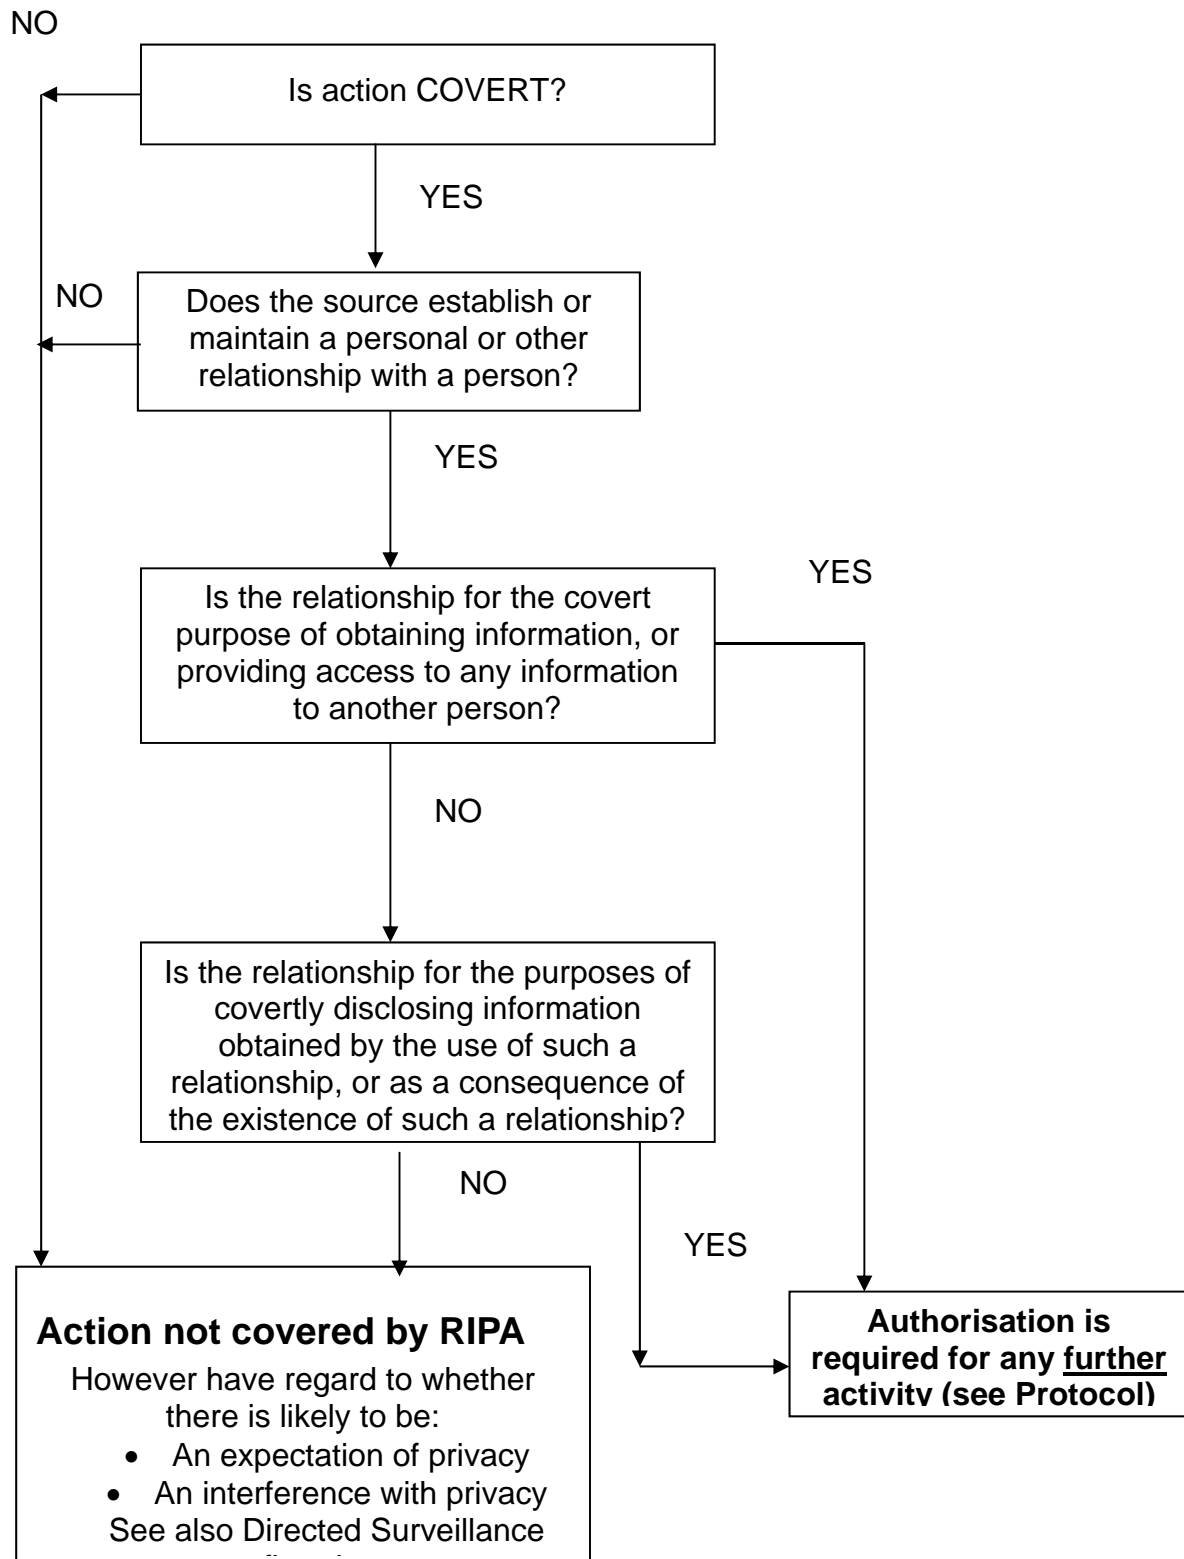 NO
Is action COVERT?
YES
NO
Does the source establish or
maintain a personal or other
relationship with a person?
YES
YES
Is the relationship for the covert
purpose of obtaining information, or
providing access to any information
to another person?
NO
Is the relationship for the purposes of
covertly disclosing information
obtained by the use of such a
relationship, or as a consequence of
the existence of such a relationship?
NO
YES
Action not covered by RIPA
However have regard to whether
there is likely to be:
• An expectation of privacy
• An interference with privacy
See also Directed Surveillance
Authorisation is
required for any further
activity (see Protocol)